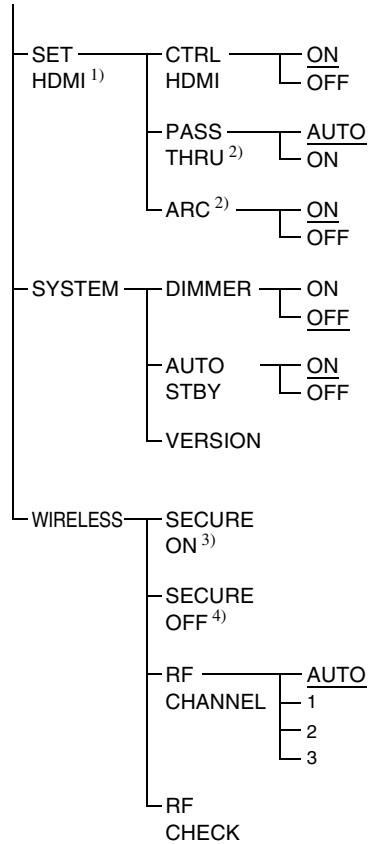 SET HDMI 1)
CTRL HDMI
ON
OFF
PASS THRU 2)
AUTO
ON
ARC 2)
ON
OFF
SYSTEM
DIMMER
ON
OFF
AUTO STBY
ON
OFF
VERSION
WIRELESS
SECURE ON 3)
SECURE OFF 4)
RF CHANNEL
AUTO
1
2
3
RF CHECK